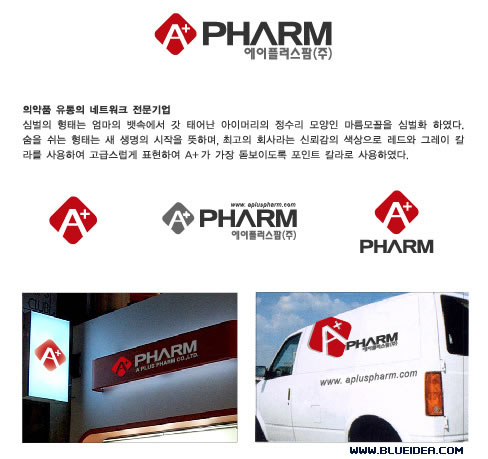 A+ PHARM
에이플러스팜(주)
의약품 유통의 네트워크 전문기업
심벌의 형태는 엄마의 뱃속에서 갓 태어난 아이머리의 정수리 모양인 마름모꼴을 심벌화 하였다.
숨을 쉬는 형태는 새 생명의 시작을 뜻하며, 최고의 회사라는 신뢰감의 색상으로 레드와 그레이 칼
라를 사용하여 고급스럽게 표현하여 A+가 가장 돋보이도록 포인트 칼라로 사용하였다.
A+
www. apluspharm.com
A+ PHARM
에이플러스팜(주)
A+
PHARM
A+
A+ PHARM
A PLUS PHARM CO.,LTD.
A+ PHARM
에이플러스팜(주)
www. apluspharm.com
WWW.BLUEIDEA.COM